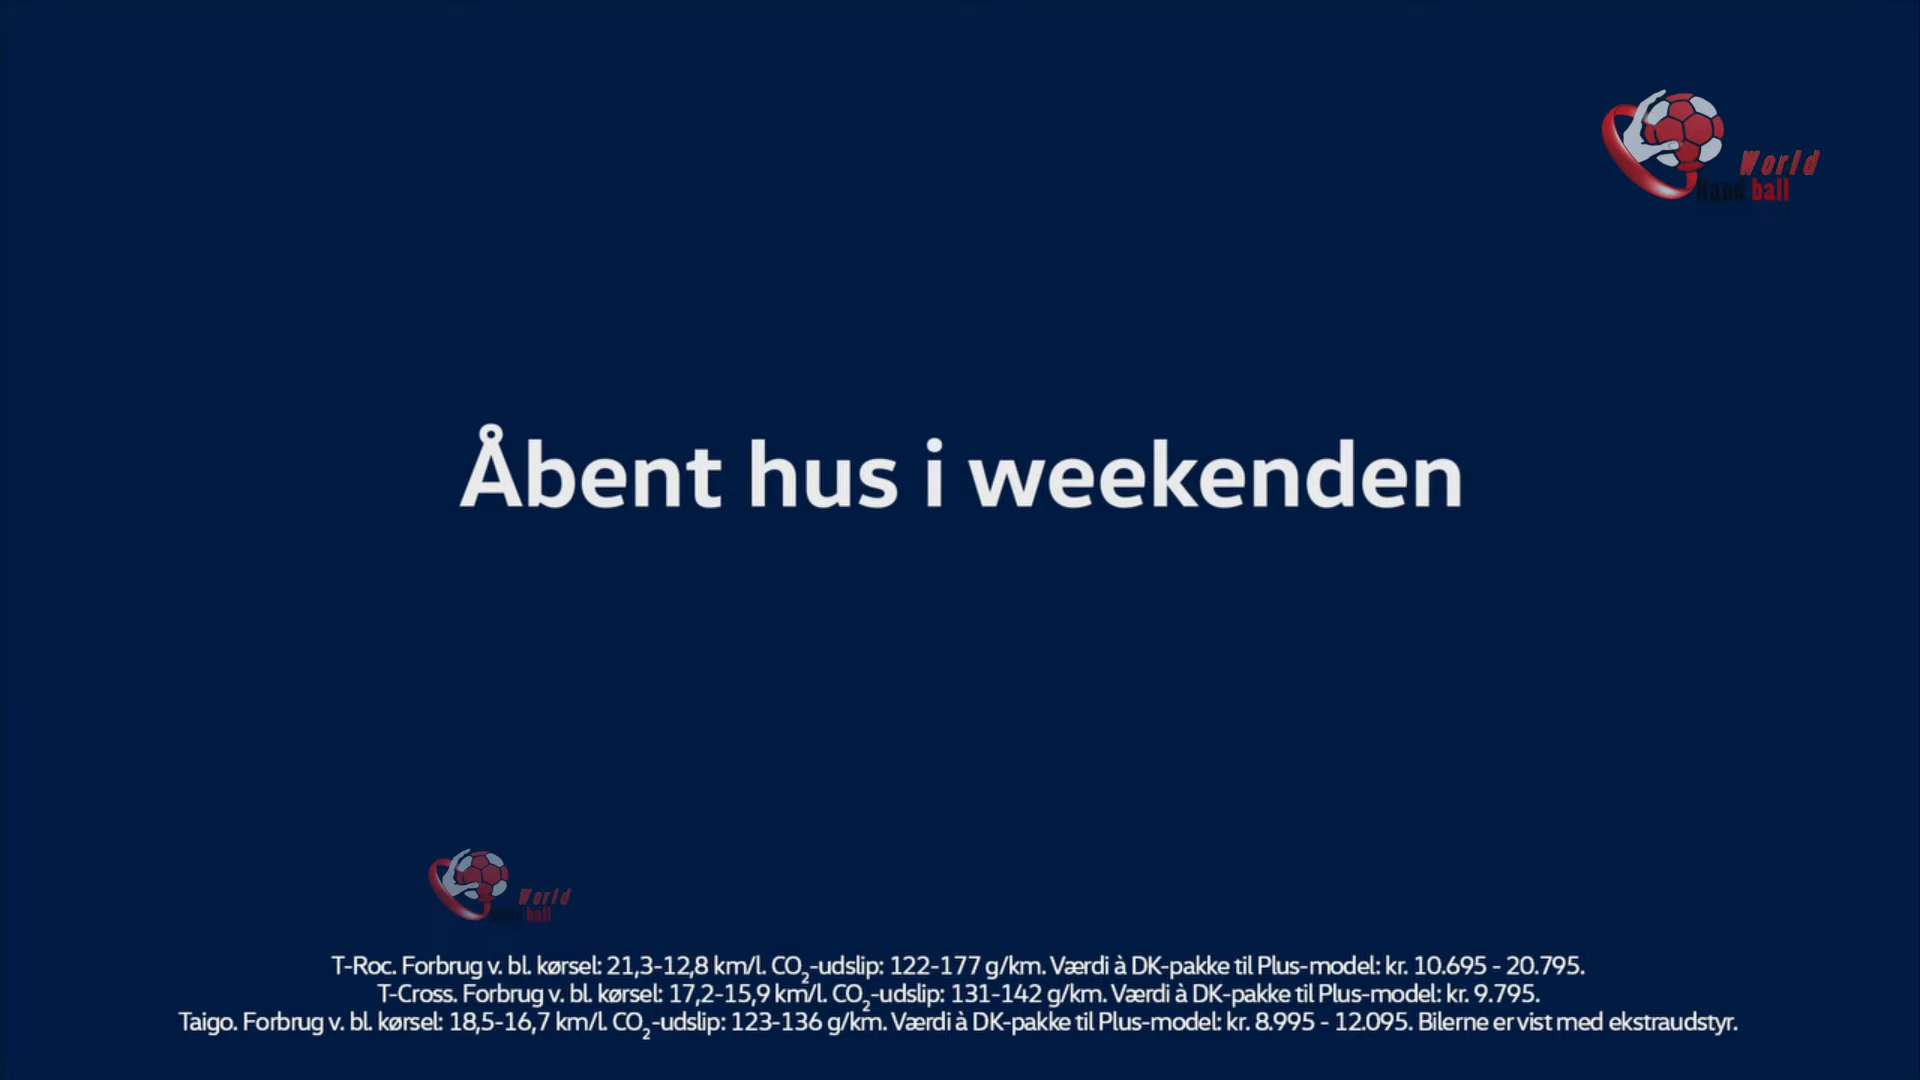 World
Hand ball
Åbent hus i weekenden
World
ball
T-Roc. Forbrug v. bl. kørsel: 21,3-12,8 km/l. CO₂-udslip: 122-177 g/km. Værdi à DK-pakke til Plus-model: kr. 10.695 - 20.795.
T-Cross. Forbrug v. bl. kørsel: 17,2-15,9 km/l. CO₂-udslip: 131-142 g/km. Værdi à DK-pakke til Plus-model: kr. 9.795.
Taigo. Forbrug v. bl. kørsel: 18,5-16,7 km/l. CO₂-udslip: 123-136 g/km. Værdi à DK-pakke til Plus-model: kr. 8.995 - 12.095. Bilerne er vist med ekstraudstyr.